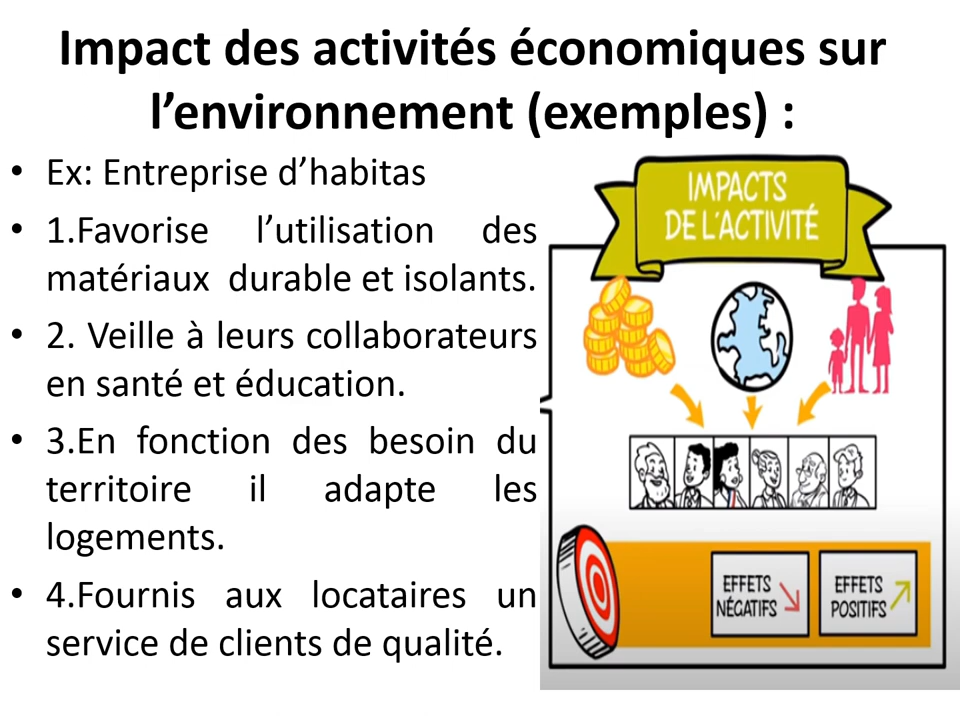 Impact des activités économiques sur
l’environnement (exemples) :
• Ex: Entreprise d’habitas
• 1.Favorise l’utilisation des
matériaux durable et isolants.
• 2. Veille à leurs collaborateurs
en santé et éducation.
• 3.En fonction des besoin du
territoire il adapte les
logements.
• 4.Fournis aux locataires un
service de clients de qualité.
IMPACTS
DE L’ACTIVITÉ
EFFETS
NÉGATIFS
EFFETS
POSITIFS